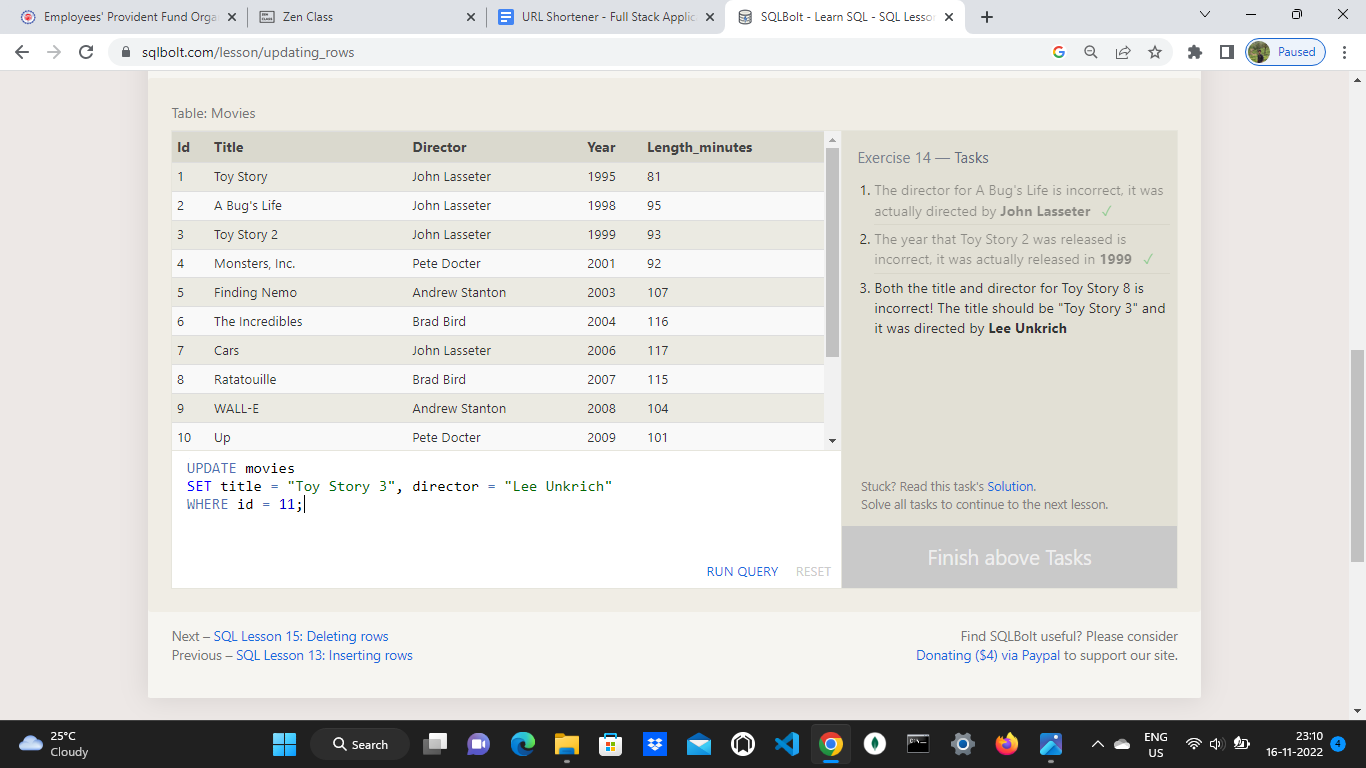 Employees' Provident Fund Orga
Zen Class
URL Shortener - Full Stack Applic
SQLBolt - Learn SQL - SQL Lesson
sqlbolt.com/lesson/updating_rows
Paused
Table: Movies
Id Title Director Year Length_minutes
1 Toy Story John Lasseter 1995 81
2 A Bug's Life John Lasseter 1998 95
3 Toy Story 2 John Lasseter 1999 93
4 Monsters, Inc. Pete Docter 2001 92
5 Finding Nemo Andrew Stanton 2003 107
6 The Incredibles Brad Bird 2004 116
7 Cars John Lasseter 2006 117
8 Ratatouille Brad Bird 2007 115
9 WALL-E Andrew Stanton 2008 104
10 Up Pete Docter 2009 101
UPDATE movies
SET title = "Toy Story 3", director = "Lee Unkrich"
WHERE id = 11;
RUN QUERY RESET
Exercise 14 — Tasks
1. The director for A Bug's Life is incorrect, it was
actually directed by John Lasseter ✓
2. The year that Toy Story 2 was released is
incorrect, it was actually released in 1999 ✓
3. Both the title and director for Toy Story 8 is
incorrect! The title should be "Toy Story 3" and
it was directed by Lee Unkrich
Stuck? Read this task's Solution.
Solve all tasks to continue to the next lesson.
Finish above Tasks
Next – SQL Lesson 15: Deleting rows
Previous – SQL Lesson 13: Inserting rows
Find SQLBolt useful? Please consider
Donating ($4) via Paypal to support our site.
25°C
Cloudy
Search
ENG
US
23:10
16-11-2022
4